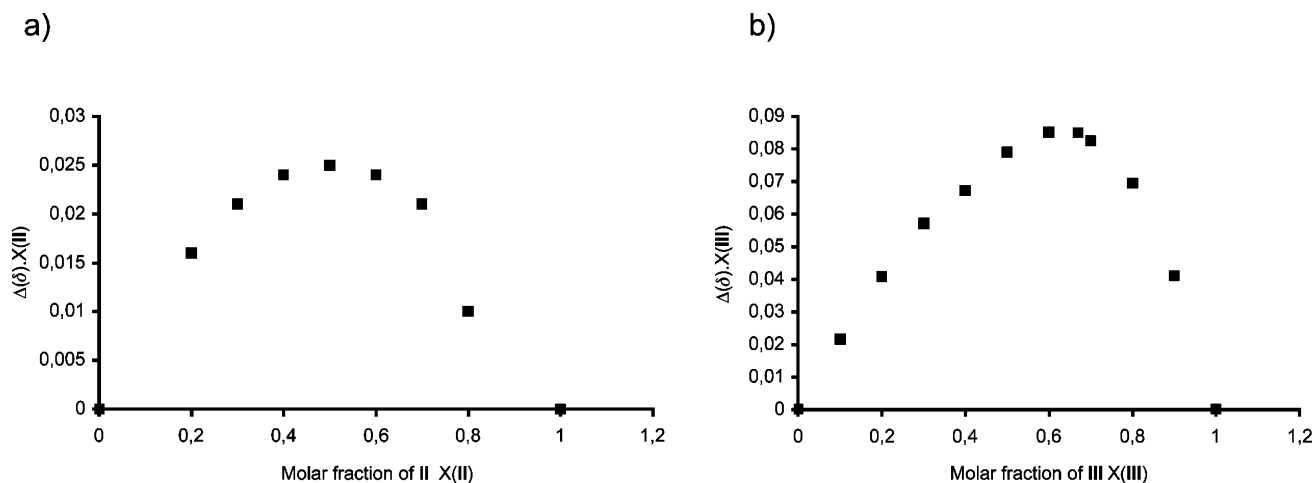 a)
0,03
0,025
0,02
0,015
0,01
0,005
0
Δ(δ).X(II)
0 0,2 0,4 0,6 0,8 1 1,2
Molar fraction of II X(II)
b)
0,09
0,08
0,07
0,06
0,05
0,04
0,03
0,02
0,01
0
Δ(δ).X(III)
0 0,2 0,4 0,6 0,8 1 1,2
Molar fraction of III X(III)